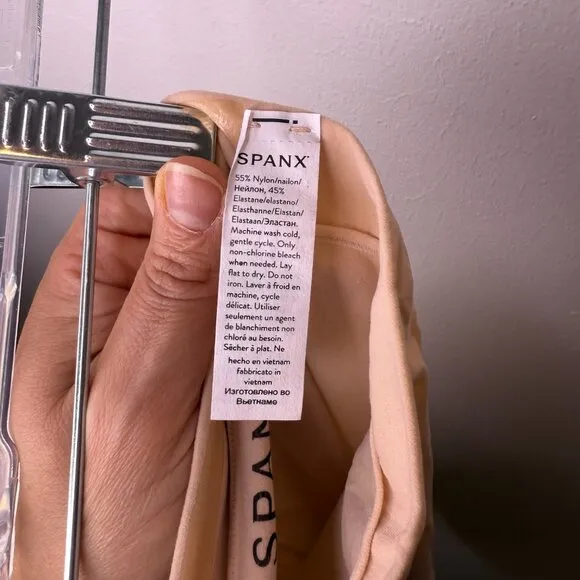 SPANX
55% Nylon/nailon/
Нейлон, 45%
Elastane/elastano/
Elasthanne/Elastan/
Elastaan/Эластан.
Machine wash cold,
gentle cycle. Only
non-chlorine bleach
when needed. Lay
flat to dry. Do not
iron. Laver à froid en
machine, cycle
délicat. Utiliser
seulement un agent
de blanchiment non
chloré au besoin.
Sécher à plat. Ne
hecho en vietnam
fabbricato in
vietnam
Изготовлено во
Вьетнаме
SPAN